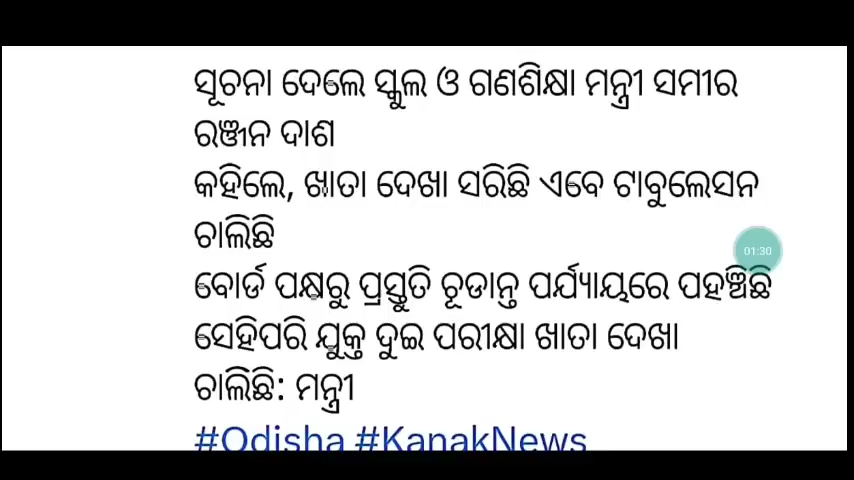 ସୂଚନା ଦେଲେ ସ୍କୁଲ ଓ ଗଣଶିକ୍ଷା ମନ୍ତ୍ରୀ ସମୀର
ରଞ୍ଜନ ଦାଶ
କହିଲେ, ଖାତା ଦେଖା ସରିଛି ଏବେ ଟାବୁଲେସନ
ଚାଲିଛି
01:30
ବୋର୍ଡ ପକ୍ଷରୁ ପ୍ରସ୍ତୁତି ଚୂଡାନ୍ତ ପର୍ଯ୍ୟାୟରେ ପହଞ୍ଚିଛି
ସେହିପରି ଯୁକ୍ତ ଦୁଇ ପରୀକ୍ଷା ଖାତା ଦେଖା
ଚାଲିଛି: ମନ୍ତ୍ରୀ
#Odisha #KanakNews